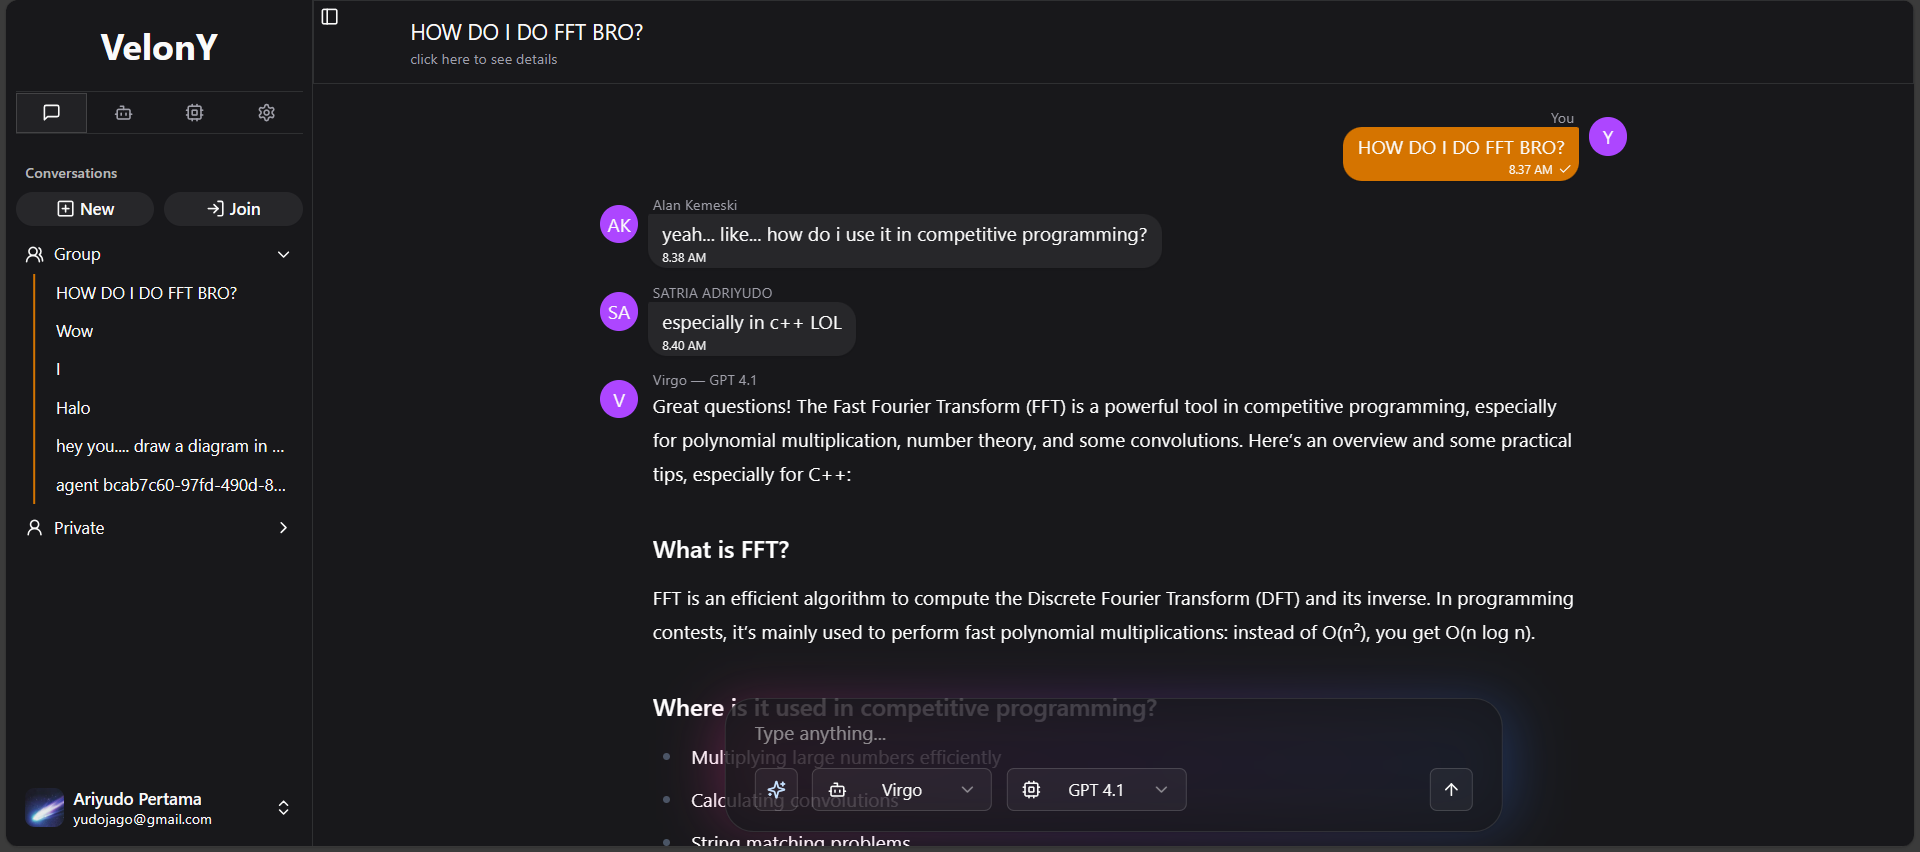 VelonY
Conversations
New
Join
Group
HOW DO I DO FFT BRO?
Wow
I
Halo
hey you.... draw a diagram in ...
agent bcab7c60-97fd-490d-8...
Private
Ariyudo Pertama
yudojago@gmail.com
HOW DO I DO FFT BRO?
click here to see details
You
HOW DO I DO FFT BRO?
Y
8.37 AM
Alan Kemeski
AK
yeah... like... how do i use it in competitive programming?
8.38 AM
SATRIA ADRIYUDO
SA
especially in c++ LOL
8.40 AM
Virgo — GPT 4.1
V
Great questions! The Fast Fourier Transform (FFT) is a powerful tool in competitive programming, especially
for polynomial multiplication, number theory, and some convolutions. Here’s an overview and some practical
tips, especially for C++:
What is FFT?
FFT is an efficient algorithm to compute the Discrete Fourier Transform (DFT) and its inverse. In programming
contests, it’s mainly used to perform fast polynomial multiplications: instead of O(n²), you get O(n log n).
Where is it used in competitive programming?
Type anything...
• Multiplying large numbers efficiently
Virgo
GPT 4.1
• Calculating convolutions
• String matching problems